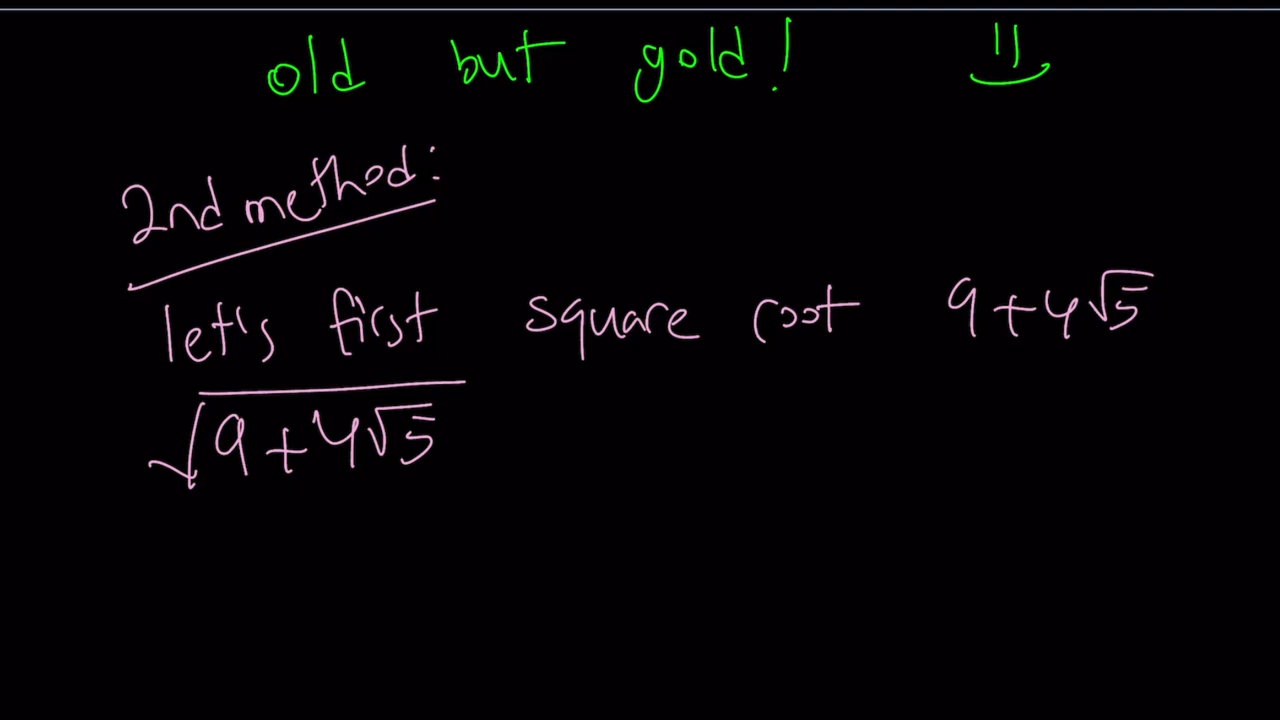 old but gold! :)
2nd method:
let's first square root 9+4√5
√(9+4√5)